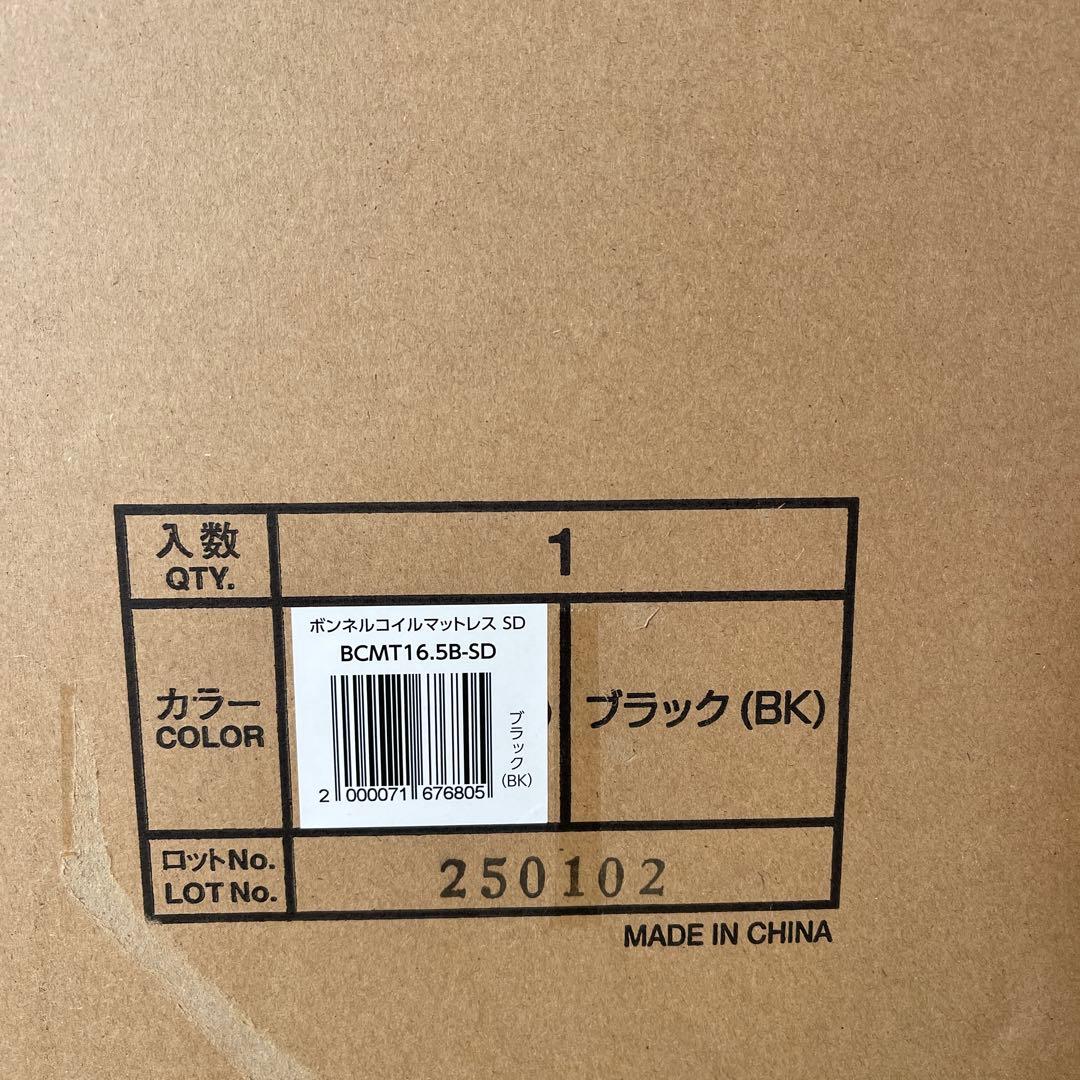 入数
QTY.
1
カラー
COLOR
ボンネルコイルマットレス SD
BCMT16.5B-SD
ブラック
(BK)
2 000071 676805
)
ブラック(BK)
ロットNo.
LOT No.
250102
MADE IN CHINA